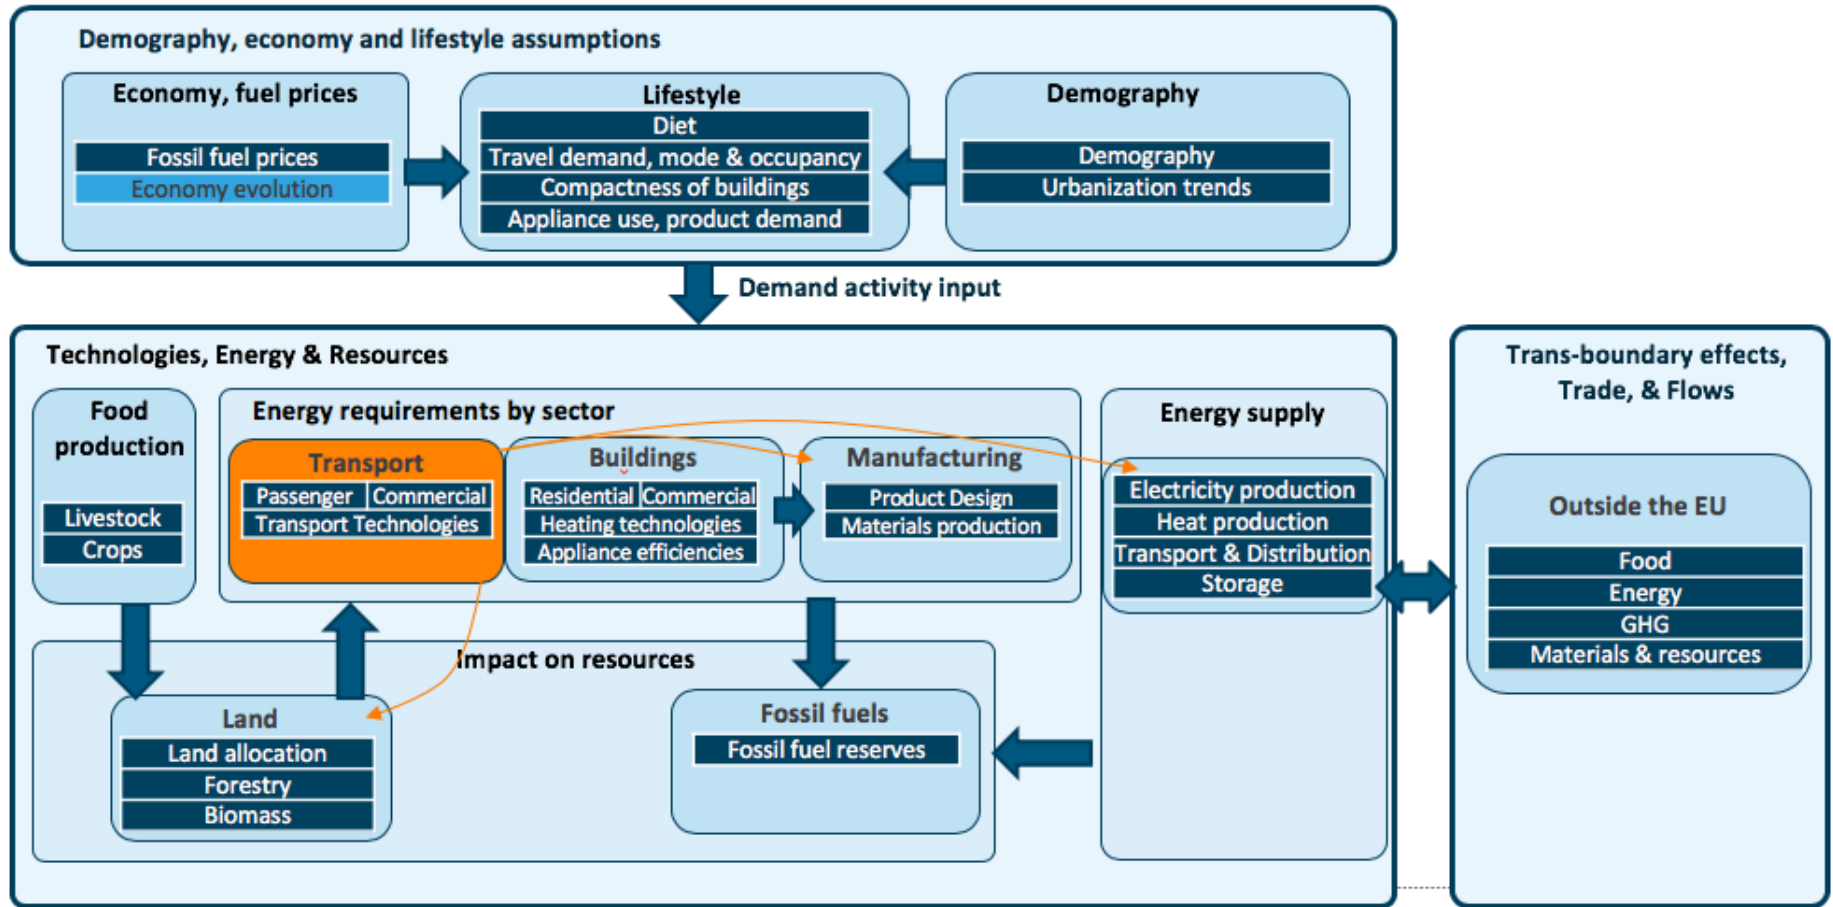 Demography, economy and lifestyle assumptions
Economy, fuel prices
Fossil fuel prices
Economy evolution
Lifestyle
Diet
Travel demand, mode & occupancy
Compactness of buildings
Appliance use, product demand
Demography
Demography
Urbanization trends
Demand activity input
Technologies, Energy & Resources
Food
production
Livestock
Crops
Energy requirements by sector
Transport
Passenger Commercial
Transport Technologies
Buildings
Residential Commercial
Heating technologies
Appliance efficiencies
Manufacturing
Product Design
Materials production
Energy supply
Electricity production
Heat production
Transport & Distribution
Storage
Impact on resources
Land
Land allocation
Forestry
Biomass
Fossil fuels
Fossil fuel reserves
Trans-boundary effects,
Trade, & Flows
Outside the EU
Food
Energy
GHG
Materials & resources